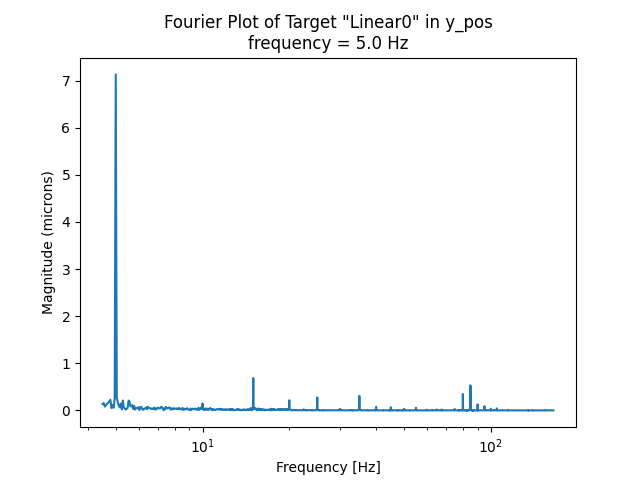 Fourier Plot of Target "Linear0" in y_pos
frequency = 5.0 Hz
Magnitude (microns)
7
6
5
4
3
2
1
0
10¹
10²
Frequency [Hz]